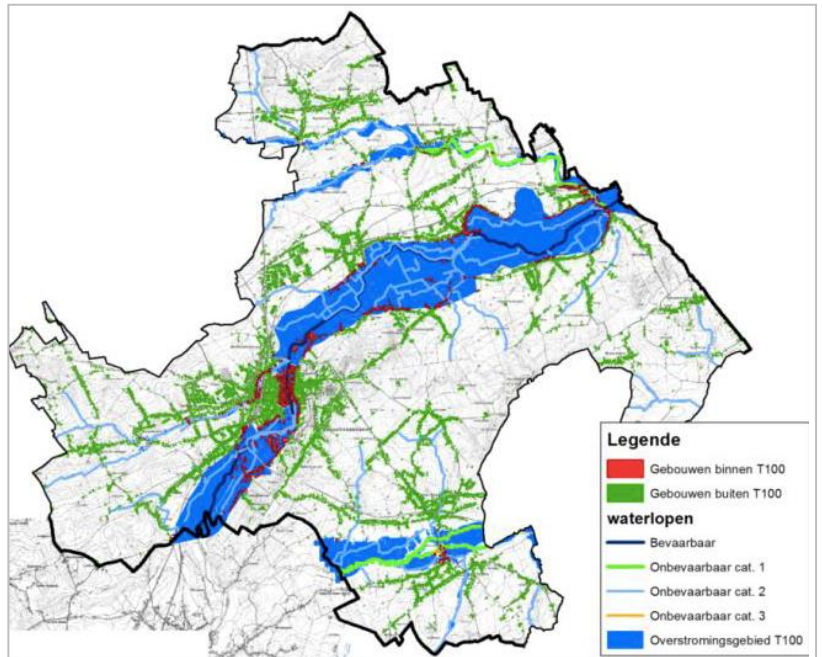 Legende
Gebouwen binnen T100
Gebouwen buiten T100
waterlopen
Bevaarbaar
Onbevaarbaar cat. 1
Onbevaarbaar cat. 2
Onbevaarbaar cat. 3
Overstromingsgebied T100